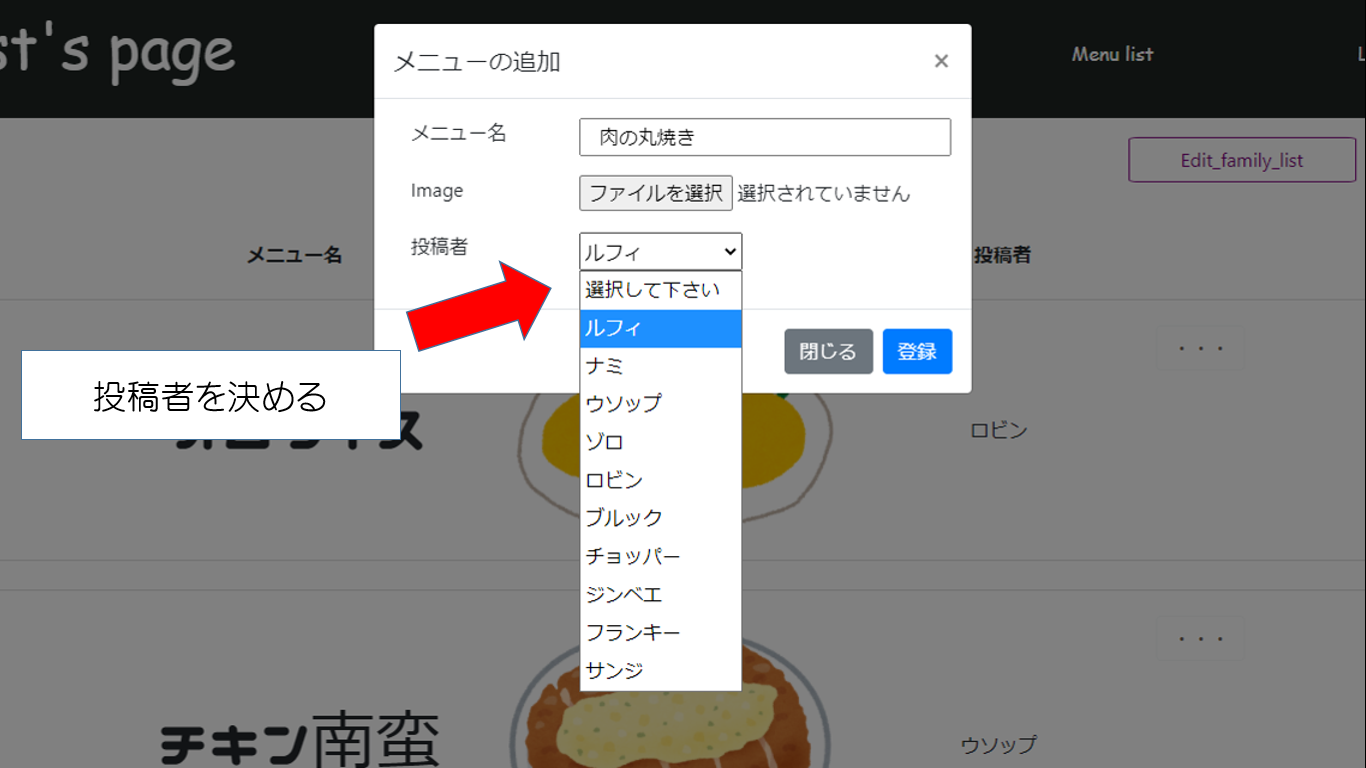 st's page
Menu list
L
メニューの追加
×
メニュー名
肉の丸焼き
Edit_family_list
Image
ファイルを選択 選択されていません
投稿者
ルフィ
メニュー名
投稿者
選択して下さい
ルフィ
ナミ
ウソップ
ゾロ
ロビン
ブルック
チョッパー
ジンベエ
フランキー
サンジ
閉じる
登録
・・・
投稿者を決める
ロビン
・・・
チキン南蛮
ウソップ